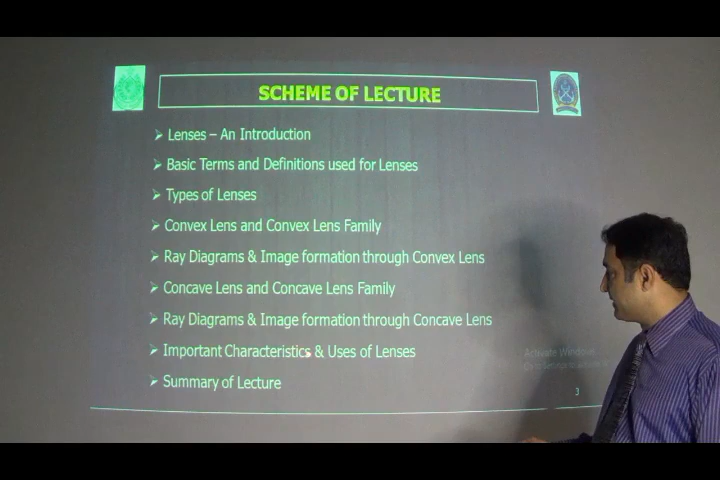 SCHEME OF LECTURE
Lenses – An Introduction
Basic Terms and Definitions used for Lenses
Types of Lenses
Convex Lens and Convex Lens Family
Ray Diagrams & Image formation through Convex Lens
Concave Lens and Concave Lens Family
Ray Diagrams & Image formation through Concave Lens
Important Characteristics & Uses of Lenses
Activate Windows
Summary of Lecture
3